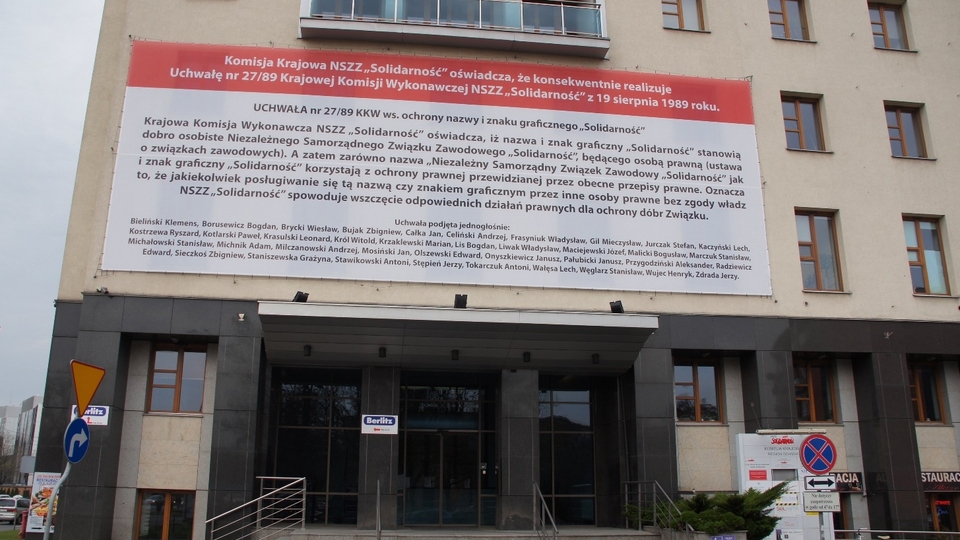 Komisja Krajowa NSZZ „Solidarność” oświadcza, że konsekwentnie realizuje
Uchwałę nr 27/89 Krajowej Komisji Wykonawczej NSZZ „Solidarność” z 19 sierpnia 1989 roku.
UCHWAŁA nr 27/89 KKW ws. ochrony nazwy i znaku graficznego „Solidarność”
Krajowa Komisja Wykonawcza NSZZ „Solidarność” oświadcza, iż nazwa i znak graficzny „Solidarność” stanowią
dobro osobiste Niezależnego Samorządnego Związku Zawodowego „Solidarność”, będącego osobą prawną (ustawa
o związkach zawodowych). A zatem zarówno nazwa „Niezależny Samorządny Związek Zawodowy „Solidarność” jak
i znak graficzny „Solidarność” korzystają z ochrony prawnej przewidzianej przez obecne przepisy prawne. Oznacza
to, że jakiekolwiek posługiwanie się tą nazwą czy znakiem graficznym przez inne osoby prawne bez zgody władz
NSZZ „Solidarność” spowoduje wszczęcie odpowiednich działań prawnych dla ochrony dóbr Związku.
Uchwała podjęta jednogłośnie:
Bieliński Klemens, Borusewicz Bogdan, Brycki Wiesław, Bujak Zbigniew, Całka Jan, Celiński Andrzej, Frasyniuk Władysław, Gil Mieczysław, Jurczak Stefan, Kaczyński Lech,
Kostrzewa Ryszard, Kotlarski Paweł, Krasulski Leonard, Król Witold, Krzaklewski Marian, Lis Bogdan, Liwak Władysław, Maciejewski Józef, Malicki Bogusław, Marczuk Stanisław,
Michałowski Stanisław, Michnik Adam, Milczanowski Andrzej, Mosiński Jan, Olszewski Edward, Onyszkiewicz Janusz, Pałubicki Janusz, Przygodziński Aleksander, Radziewicz
Edward, Sieczkoś Zbigniew, Staniszewska Grażyna, Stawikowski Antoni, Stępień Jerzy, Tokarczuk Antoni, Wałęsa Lech, Węglarz Stanisław, Wujec Henryk, Zdrada Jerzy.
Berlitz
Berlitz
STAURAC